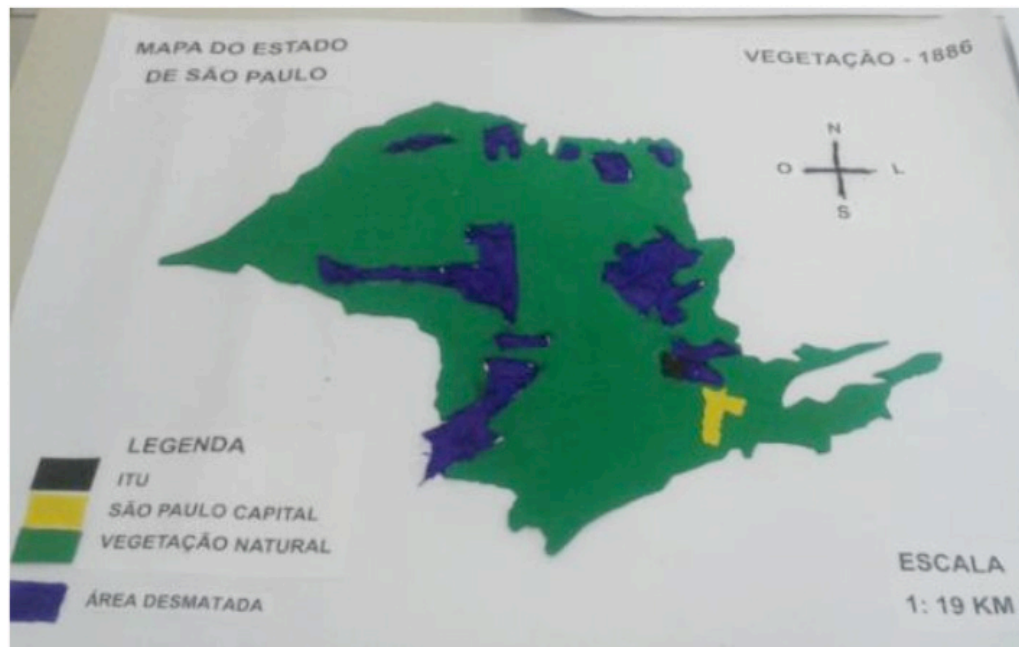 MAPA DO ESTADO
DE SÃO PAULO
VEGETAÇÃO - 1886
N
O
L
S
LEGENDA
ITU
SÃO PAULO CAPITAL
VEGETAÇÃO NATURAL
ÁREA DESMATADA
ESCALA
1: 19 KM